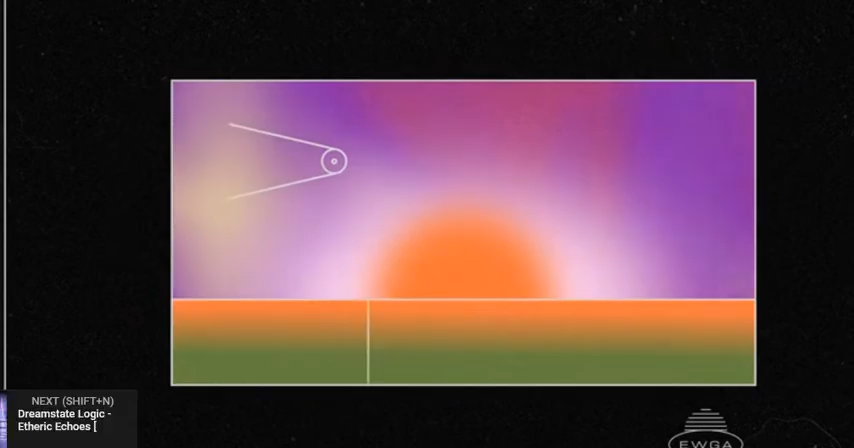 NEXT (SHIFT+N)
Dreamstate Logic -
Etheric Echoes [
EWGA